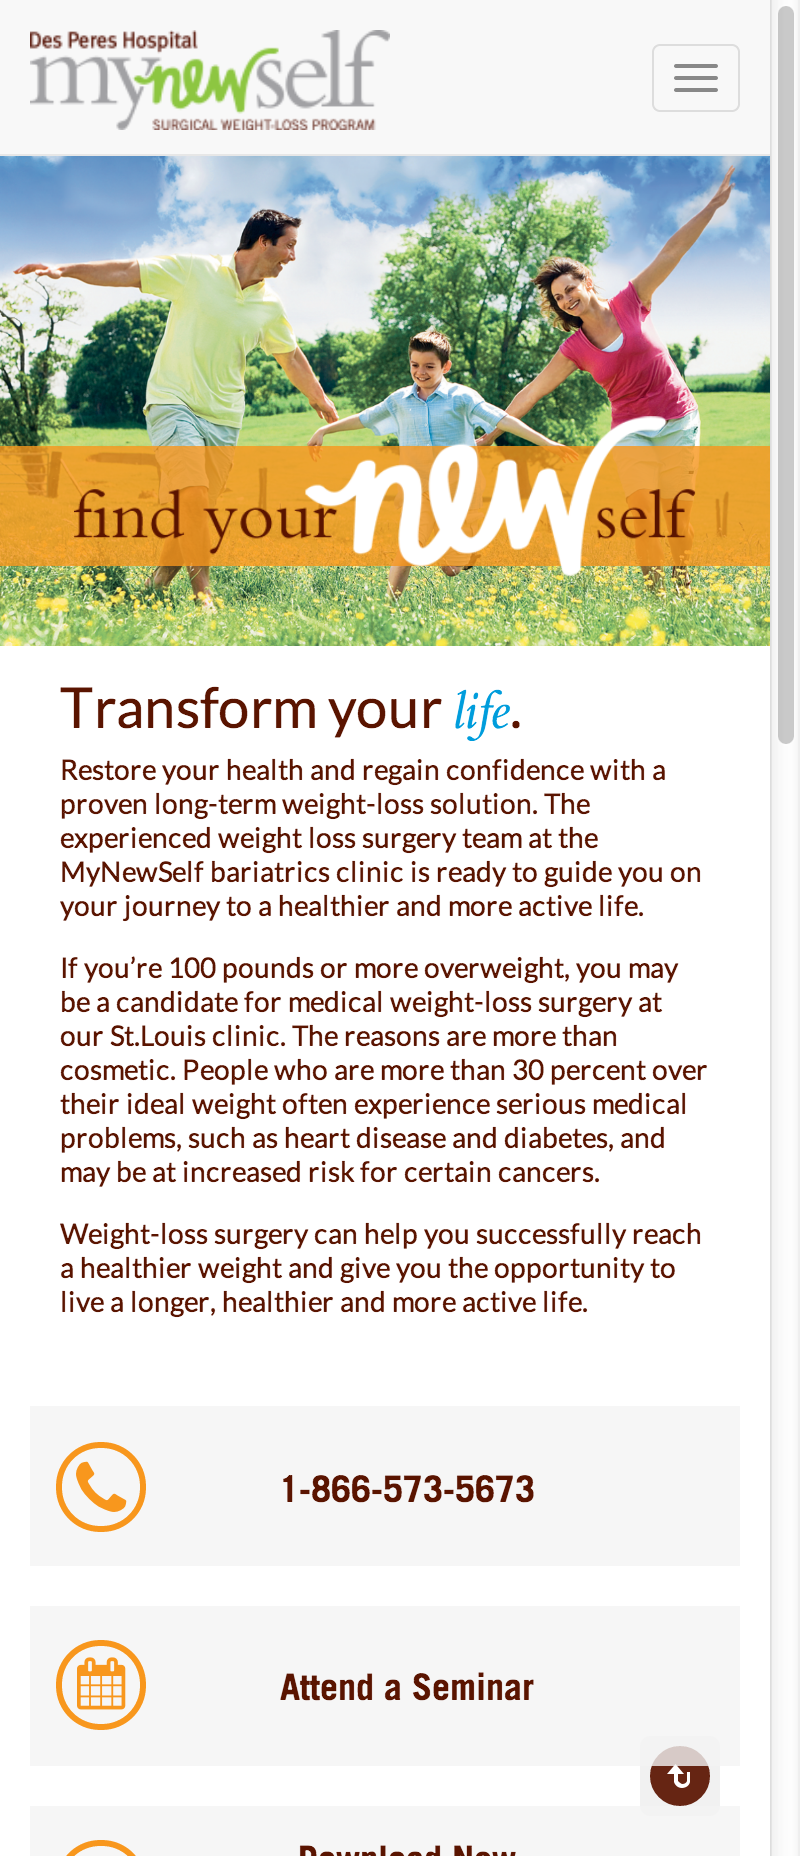 Des Peres Hospital
mynewself
SURGICAL WEIGHT-LOSS PROGRAM
find your new self
Transform your life.
Restore your health and regain confidence with a
proven long-term weight-loss solution. The
experienced weight loss surgery team at the
MyNewSelf bariatrics clinic is ready to guide you on
your journey to a healthier and more active life.
If you’re 100 pounds or more overweight, you may
be a candidate for medical weight-loss surgery at
our St.Louis clinic. The reasons are more than
cosmetic. People who are more than 30 percent over
their ideal weight often experience serious medical
problems, such as heart disease and diabetes, and
may be at increased risk for certain cancers.
Weight-loss surgery can help you successfully reach
a healthier weight and give you the opportunity to
live a longer, healthier and more active life.
1-866-573-5673
Attend a Seminar
Download New